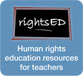 rightsED
Human rights
education resources
for teachers